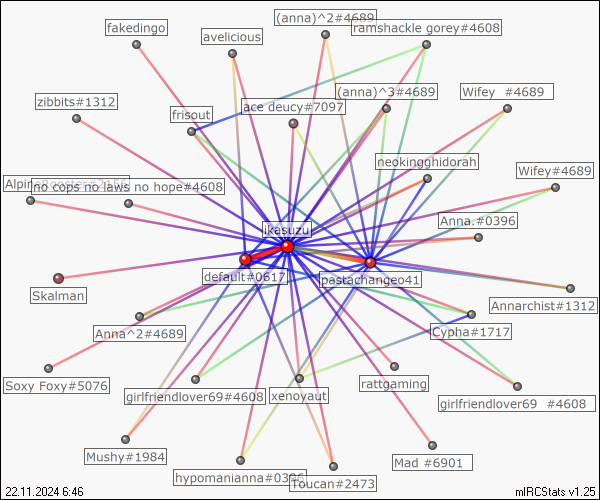 (anna)^2#4689
fakedingo
avelicious
ramshackle gorey#4608
zibbits#1312
frisout
ace deucy#7097
(anna)^3#4689
Wifey #4689
neokingghidorah
Wifey#4689
no cops no laws no hope#4608
Anna.#0396
ikasuzu
default#0617
pastachangeo41
Skalman
Annarchist#1312
Anna^2#4689
Cypha#1717
Soxy Foxy#5076
girlfriendlover69#4608
xenoyaut
rattgaming
girlfriendlover69 #4608
Mushy#1984
hypomanianna#0396
Toucan#2473
Mad #6901
22.11.2024 6:46
mIRCStats v1.25